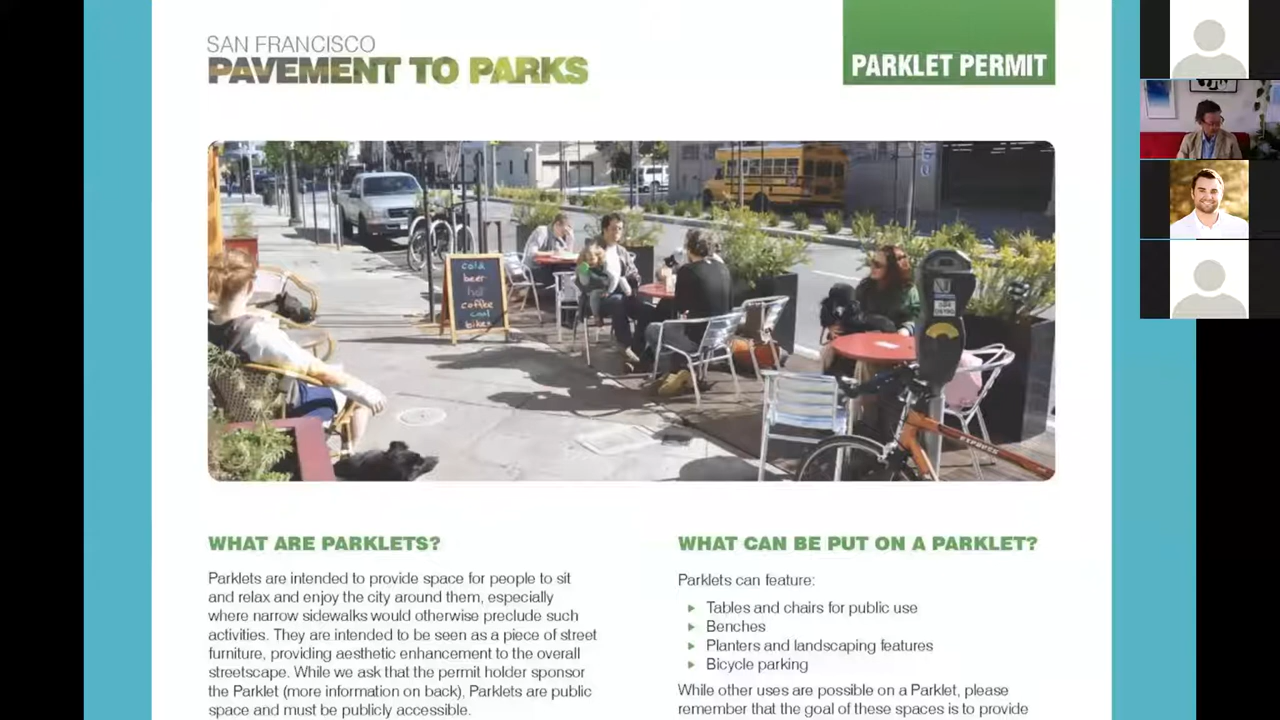 SAN FRANCISCO
PAVEMENT TO PARKS
PARKLET PERMIT
cold
beer
hot
coffee
cool
bikes
EXPRESS
WHAT ARE PARKLETS?
Parklets are intended to provide space for people to sit
and relax and enjoy the city around them, especially
where narrow sidewalks would otherwise preclude such
activities. They are intended to be seen as a piece of street
furniture, providing aesthetic enhancement to the overall
streetscape. While we ask that the permit holder sponsor
the Parklet (more information on back), Parklets are public
space and must be publicly accessible.
WHAT CAN BE PUT ON A PARKLET?
Parklets can feature:
Tables and chairs for public use
Benches
Planters and landscaping features
Bicycle parking
While other uses are possible on a Parklet, please
remember that the goal of these spaces is to provide